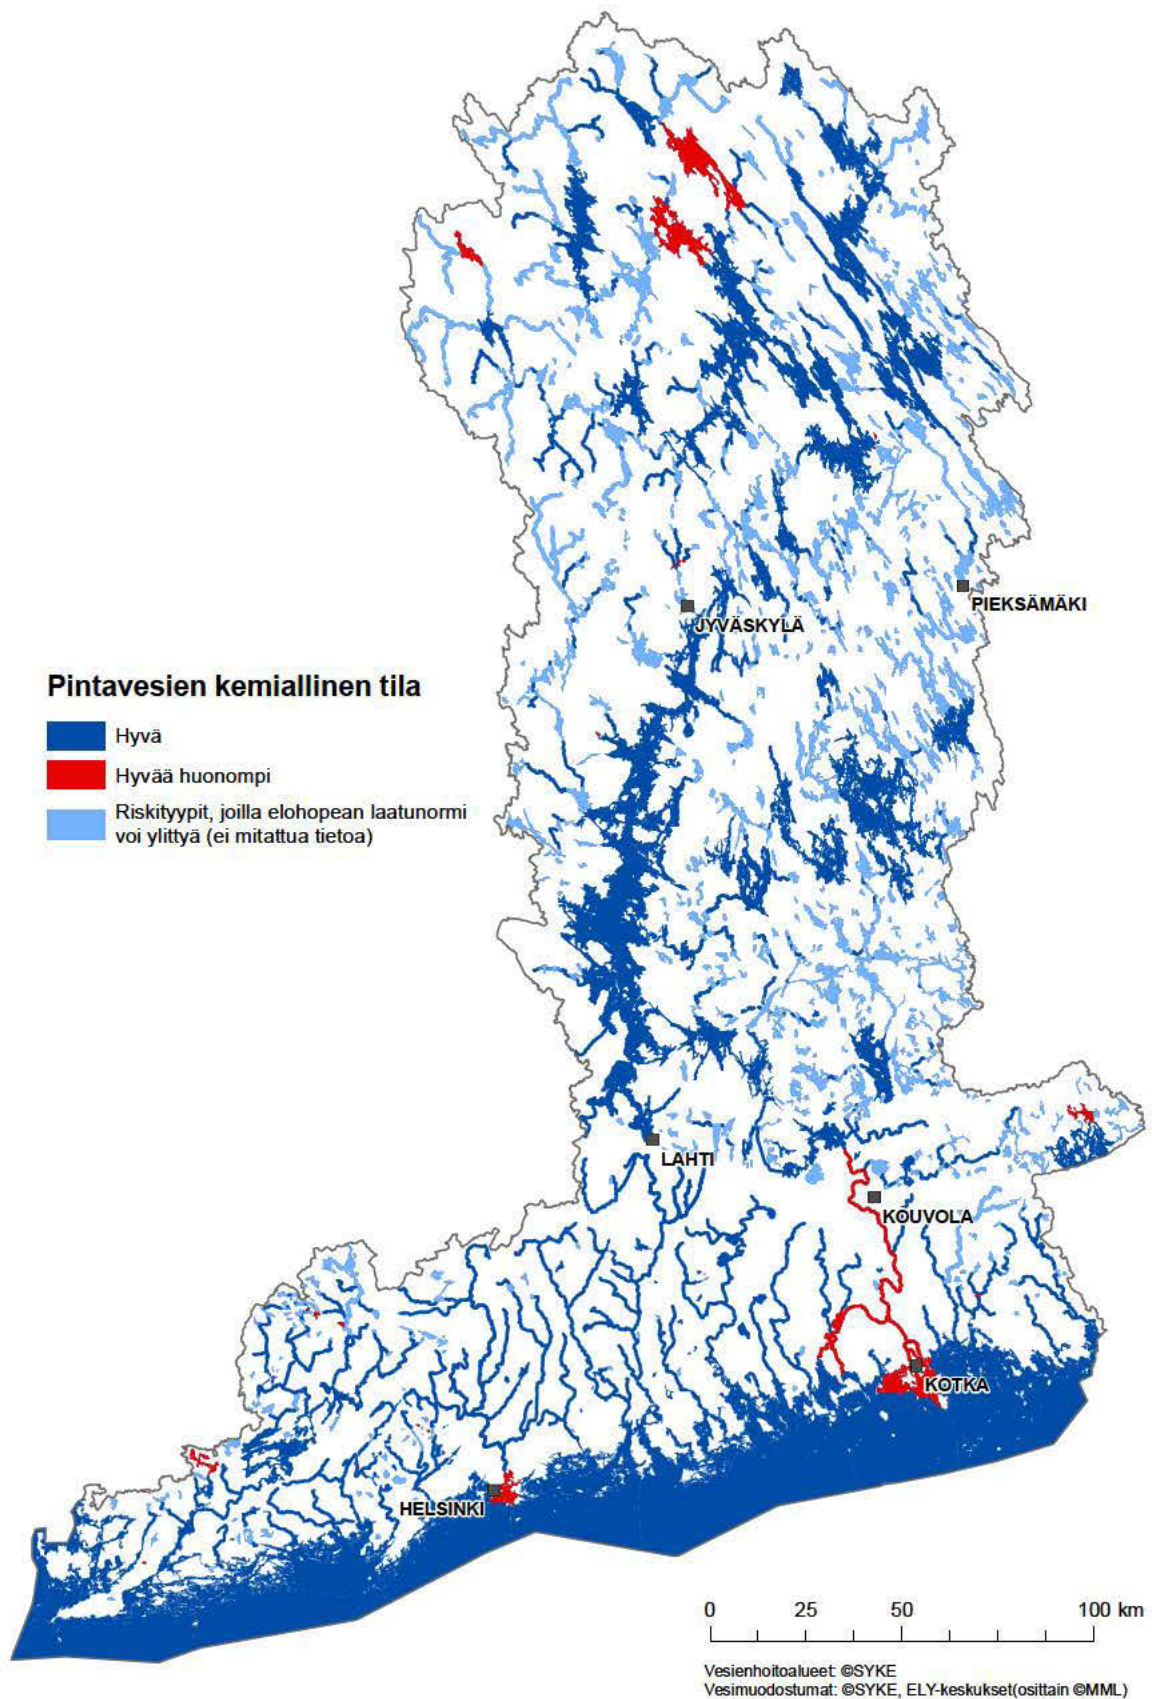 PIEKSÄMÄKI
JYVÄSKYLÄ
Pintavesien kemiallinen tila
Hyvä
Hyvää huonompi
Riskityypit, joilla elohopean laatunormi
voi ylittyä (ei mitattua tietoa)
LAHTI
KOUVOLA
KOTKA
HELSINKI
0 25 50 100 km
Vesienhoitoalueet: ©SYKE
Vesimuodostumat: ©SYKE, ELY-keskukset(osittain ©MML)